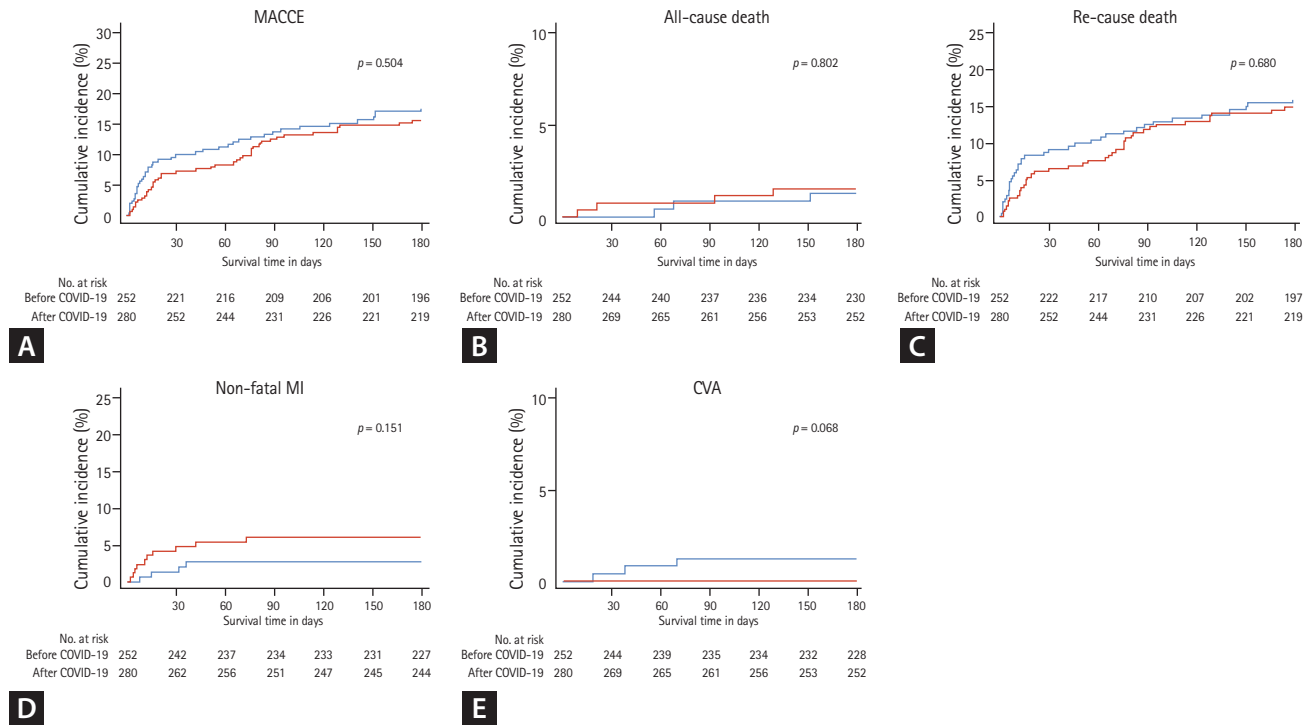 MACCE
Cumulative incidence (%)
30
25
20
15
10
5
0
p = 0.504
30 60 90 120 150 180
Survival time in days
No. at risk
Before COVID-19 252 221 216 209 206 201 196
After COVID-19 280 252 244 231 226 221 219
A
All-cause death
Cumulative incidence (%)
10
5
0
p = 0.802
30 60 90 120 150 180
Survival time in days
No. at risk
Before COVID-19 252 244 240 237 236 234 230
After COVID-19 280 269 265 261 256 253 252
B
Re-cause death
Cumulative incidence (%)
25
20
15
10
5
0
p = 0.680
30 60 90 120 150 180
Survival time in days
No. at risk
Before COVID-19 252 222 217 210 207 202 197
After COVID-19 280 252 244 231 226 221 219
C
Non-fatal MI
Cumulative incidence (%)
25
20
15
10
5
0
p = 0.151
30 60 90 120 150 180
Survival time in days
No. at risk
Before COVID-19 252 242 237 234 233 231 227
After COVID-19 280 262 256 251 247 245 244
D
CVA
Cumulative incidence (%)
10
5
0
p = 0.068
30 60 90 120 150 180
Survival time in days
No. at risk
Before COVID-19 252 244 239 235 234 232 228
After COVID-19 280 269 265 261 256 253 252
E